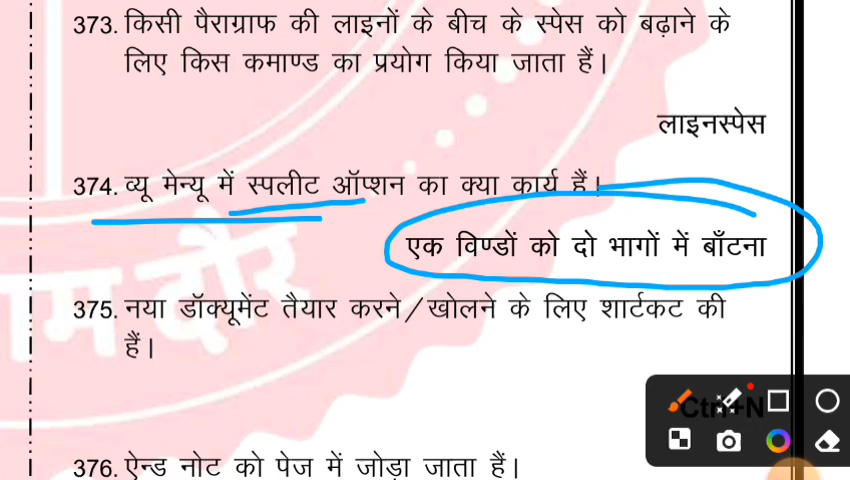 373. किसी पैराग्राफ की लाइनों के बीच के स्पेस को बढ़ाने के
लिए किस कमाण्ड का प्रयोग किया जाता हैं।
लाइनस्पेस
374. व्यू मेन्यू में स्पलीट ऑप्शन का क्या कार्य हैं।
एक विण्डों को दो भागों में बाँटना
375. नया डॉक्यूमेंट तैयार करने/खोलने के लिए शार्टकट की
हैं।
Ctrl+N
376. ऐन्ड नोट को पेज में जोड़ा जाता हैं।